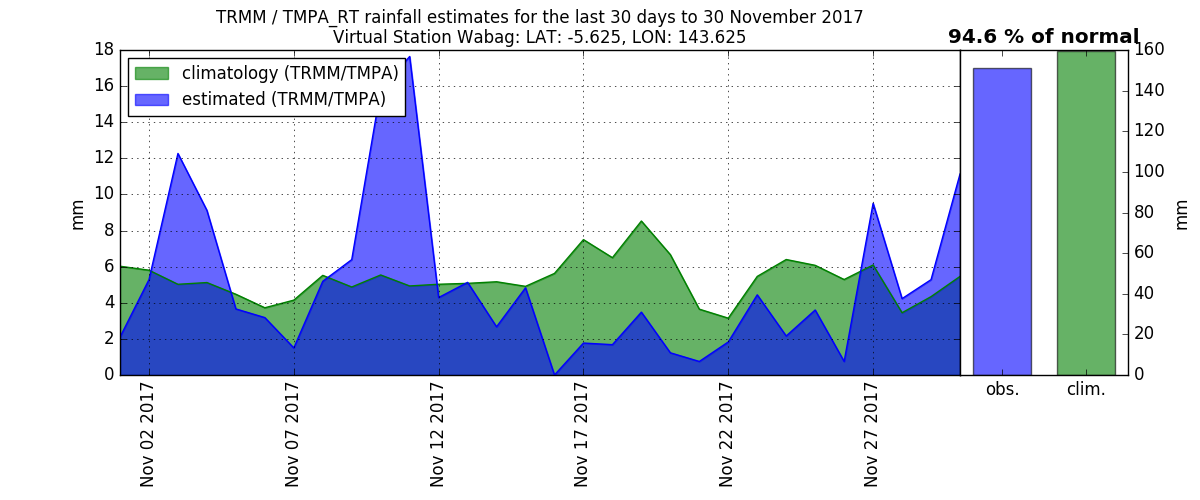 TRMM / TMPA_RT rainfall estimates for the last 30 days to 30 November 2017
Virtual Station Wabag: LAT: -5.625, LON: 143.625
94.6 % of normal
climatology (TRMM/TMPA)
estimated (TRMM/TMPA)
mm
18
16
14
12
10
8
6
4
2
0
Nov 02 2017
Nov 07 2017
Nov 12 2017
Nov 17 2017
Nov 22 2017
Nov 27 2017
obs.
clim.
160
140
120
100
80
60
40
20
0
mm